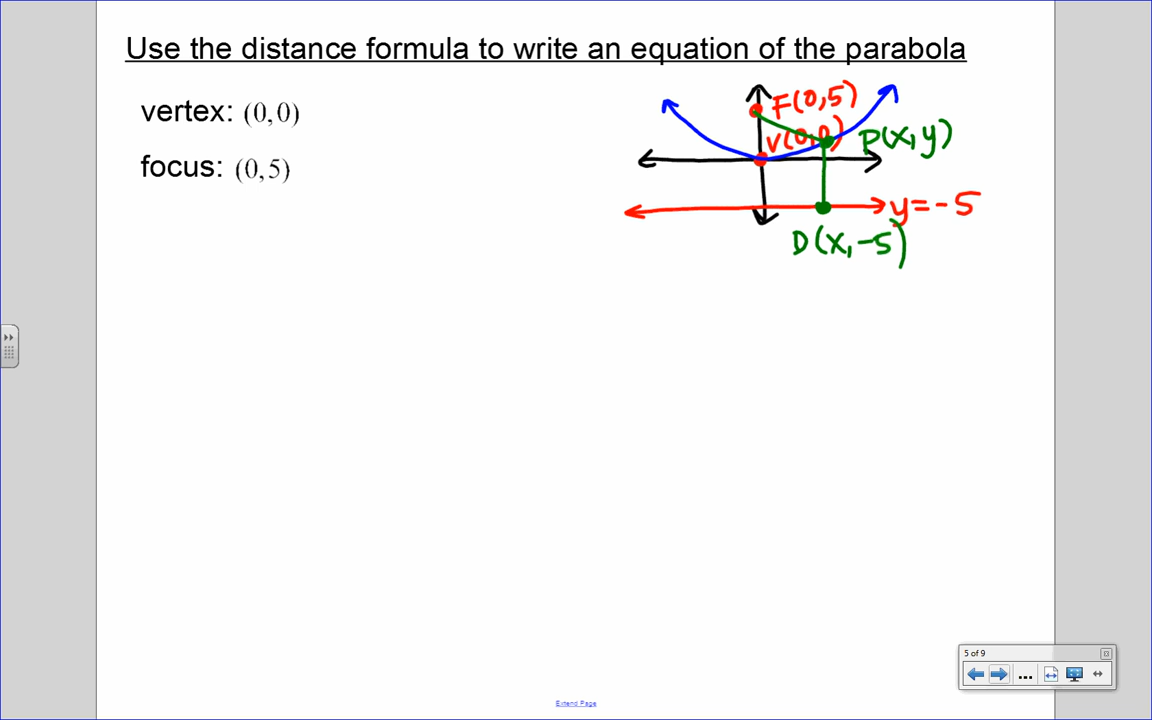 Use the distance formula to write an equation of the parabola
vertex: (0,0)
focus: (0,5)
F(0,5)
V(0,0)
P(x,y)
y=-5
D(x,-5)
5 of 9
...
Extend Page